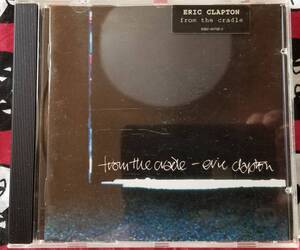 ERIC CLAPTON
from the cradle
from the cradle - eric clapton